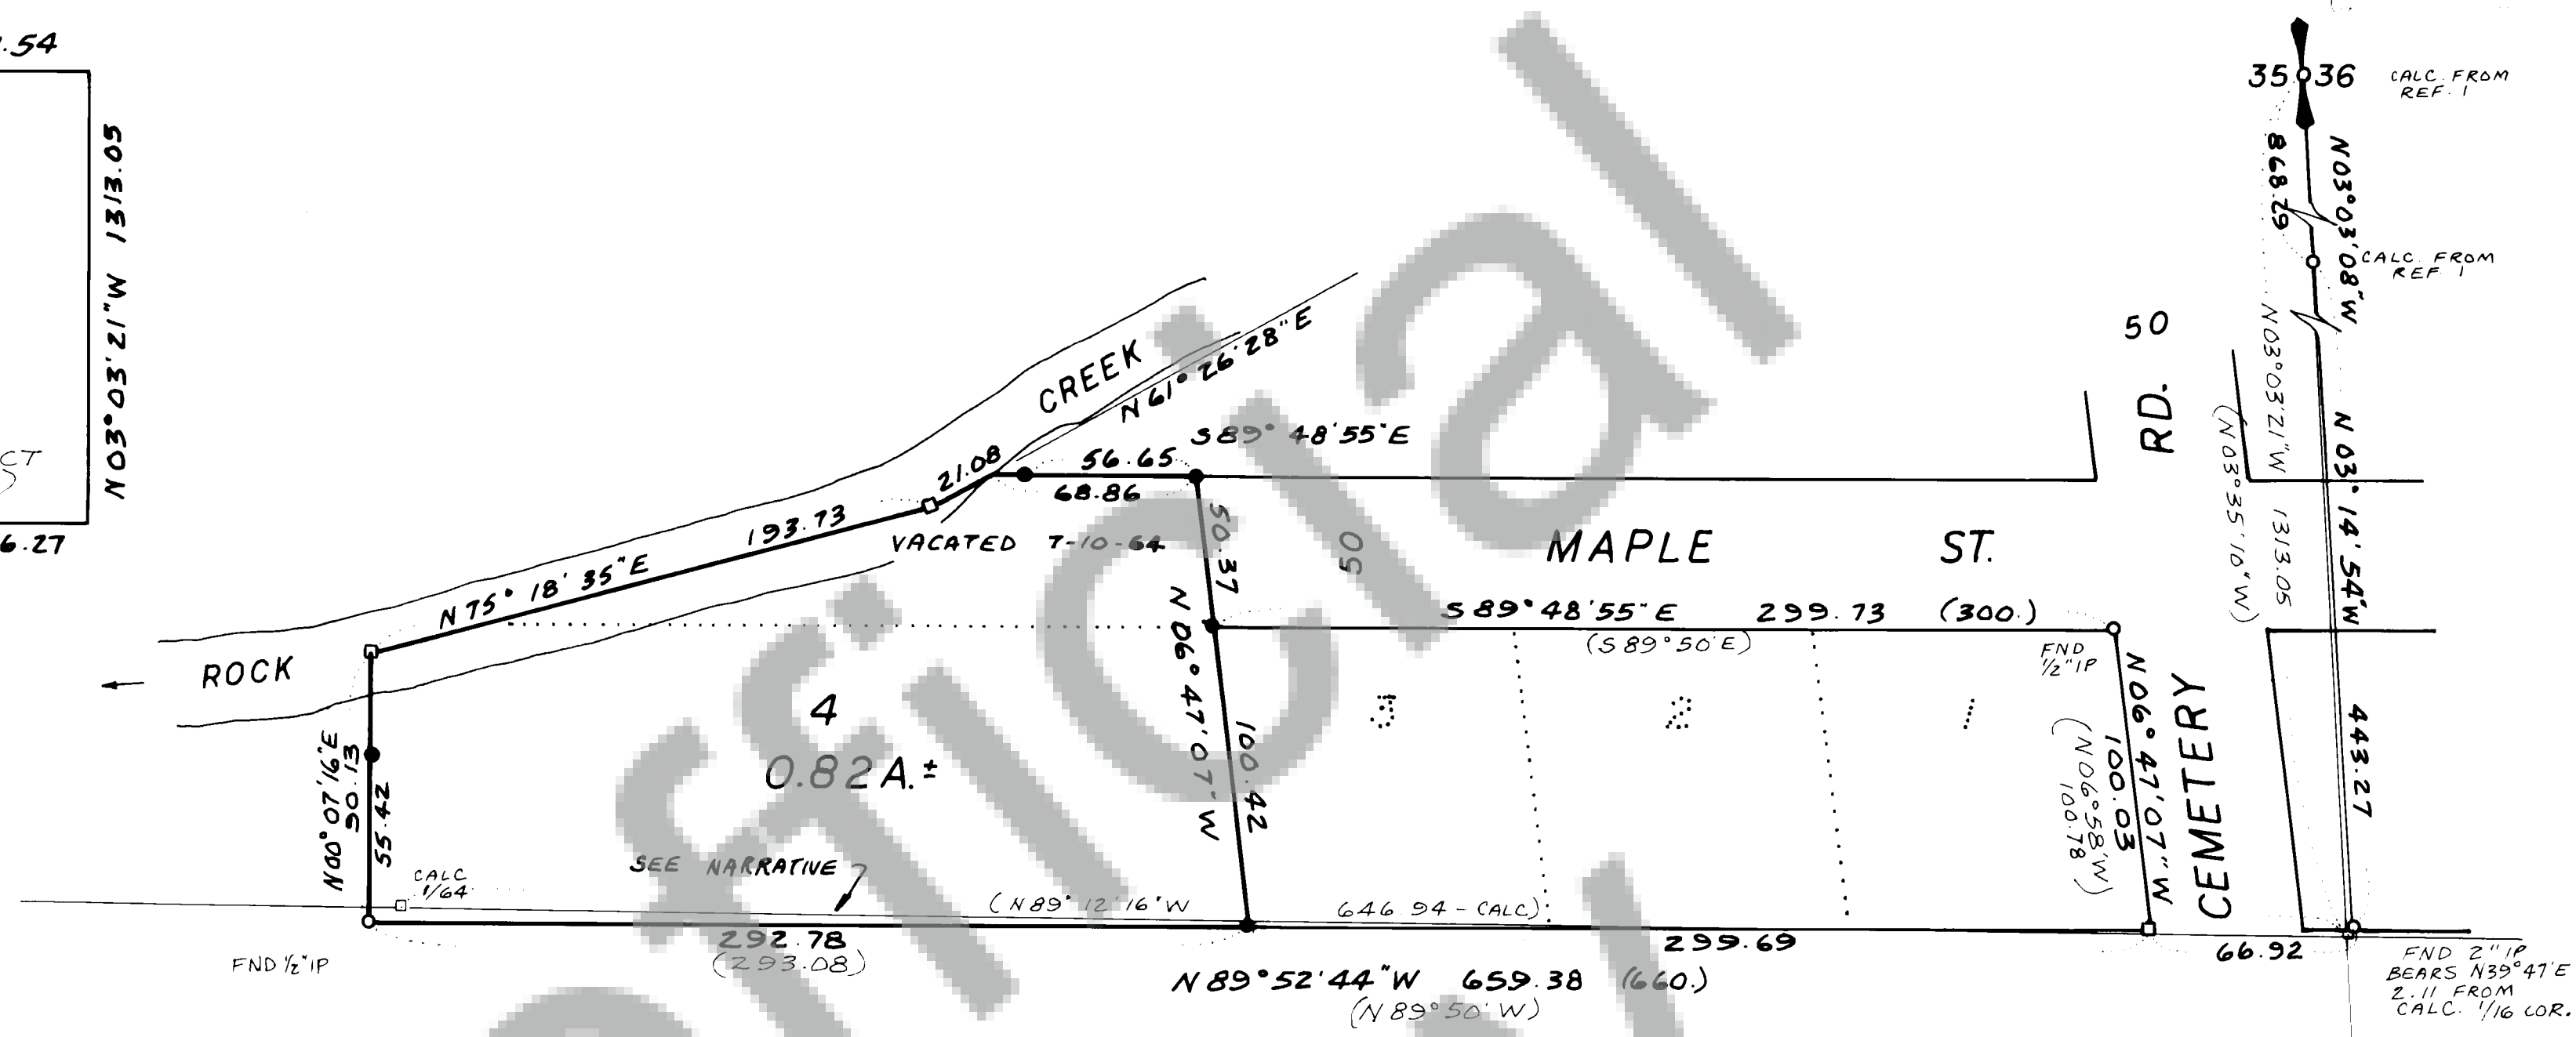 .54
N03°03'21"W 1313.05
CT
6.27
35 36
CALC. FROM
REF. 1
868.29
N03°03'08"W
CALC. FROM
REF. 1
N03°03'21"W 1313.05
(N03°35'10"W)
N03°14'54"W
443.27
50
CEMETERY RD.
CREEK
N61°26'28"E
S89°48'55"E
21.08
56.65
68.86
193.73
N75°18'35"E
VACATED 7-10-64
50.37
50
MAPLE ST.
S89°48'55"E 299.73 (300.)
(S89°50'E)
FND
1/2" IP
ROCK
4
0.82 A.±
N06°47'07"W
100.42
3
2
1
N06°47'07"W
100.03
(N06°58'W)
100.78)
N00°07'16"E
90.13
55.42
CALC
1/64
SEE NARRATIVE
(N89°12'16"W 646.94 - CALC)
FND 1/2" IP
292.78
(293.08)
299.69
66.92
N89°52'44"W 659.38 (660.)
(N89°50'W)
FND 2" IP
BEARS N39°47'E
2.11 FROM
CALC. 1/16 COR.